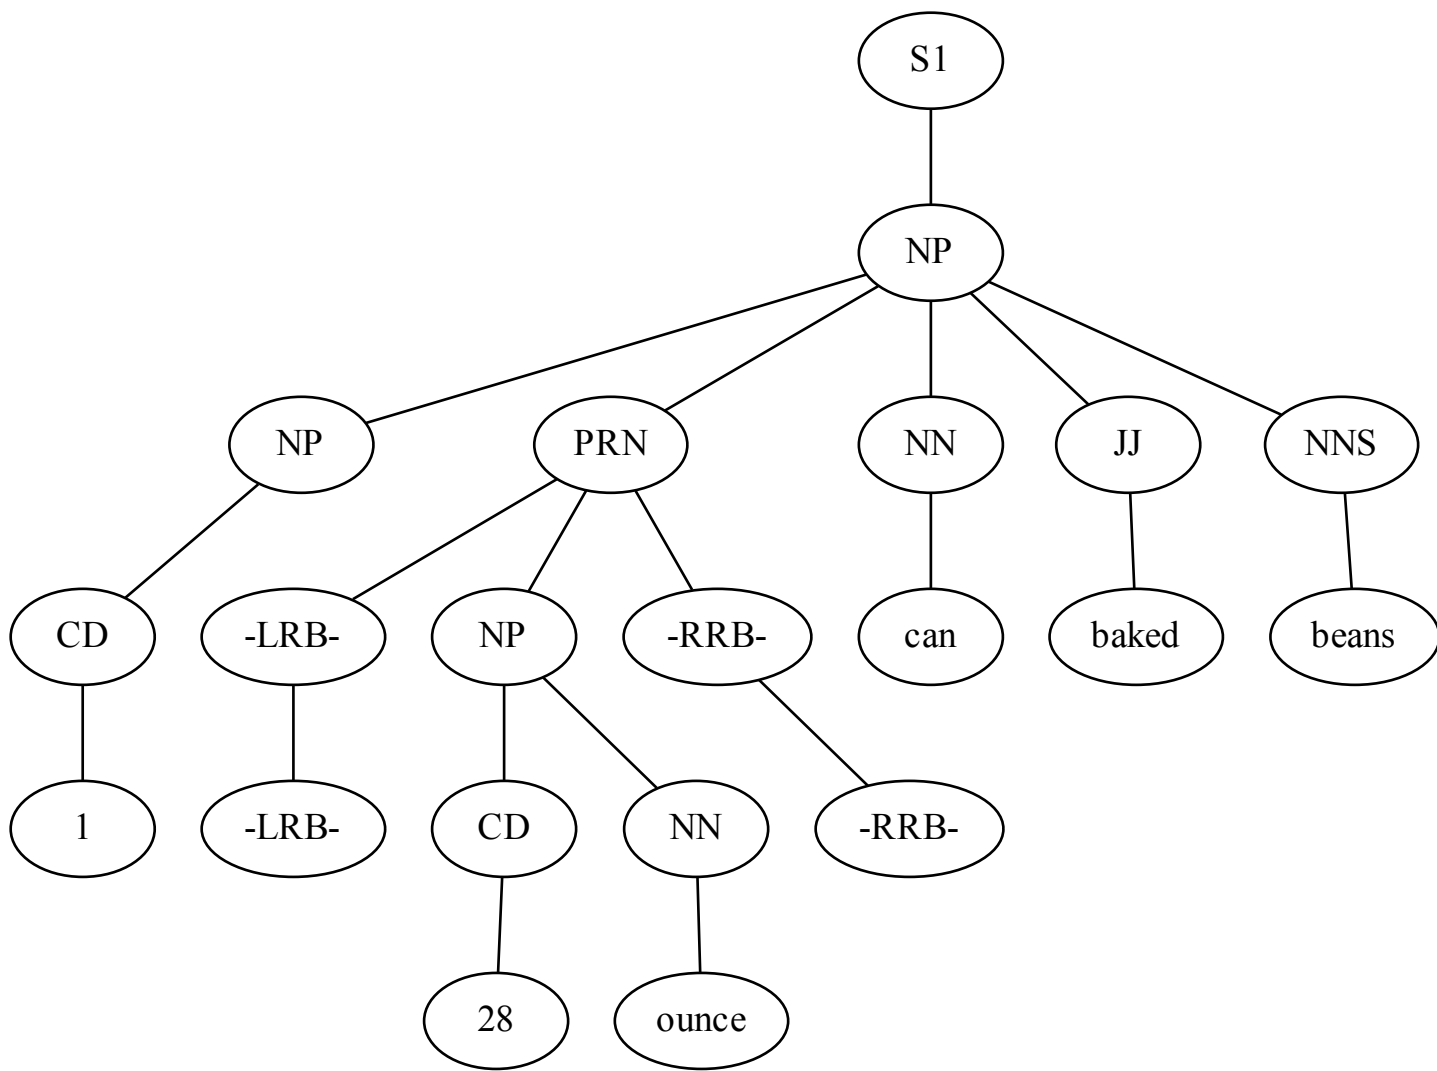 S1
NP
NP PRN NN JJ NNS
CD -LRB- NP -RRB- can baked beans
1 -LRB- CD NN -RRB-
28 ounce